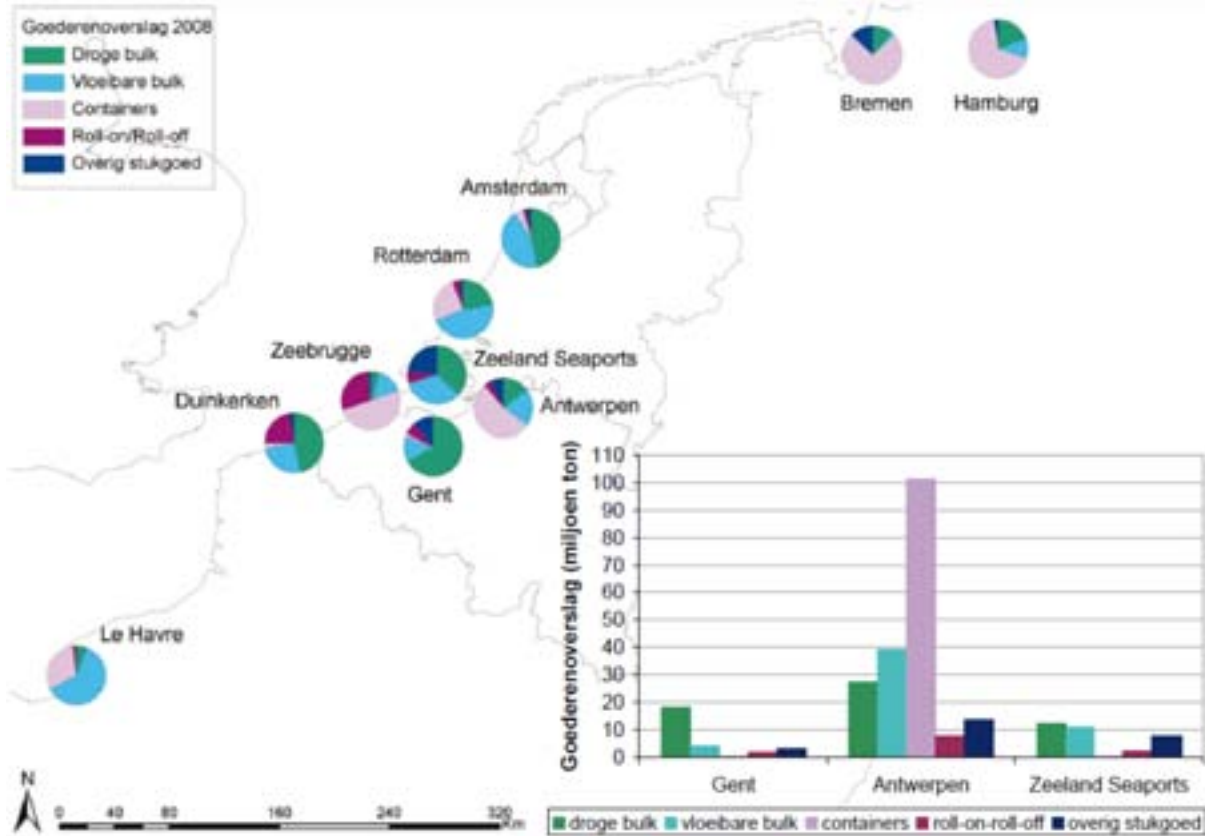 Goederenoverslag 2008
Droge bulk
Vloeibare bulk
Containers
Roll-on/Roll-off
Overig stukgoed
Bremen
Hamburg
Amsterdam
Rotterdam
Zeebrugge
Zeeland Seaports
Duinkerken
Antwerpen
Gent
Le Havre
Goederenoverslag (miljoen ton)
110
100
90
80
70
60
50
40
30
20
10
0
Gent Antwerpen Zeeland Seaports
droge bulk vloeibare bulk containers roll-on-roll-off overig stukgoed
N
0 40 80 160 240 320
Km